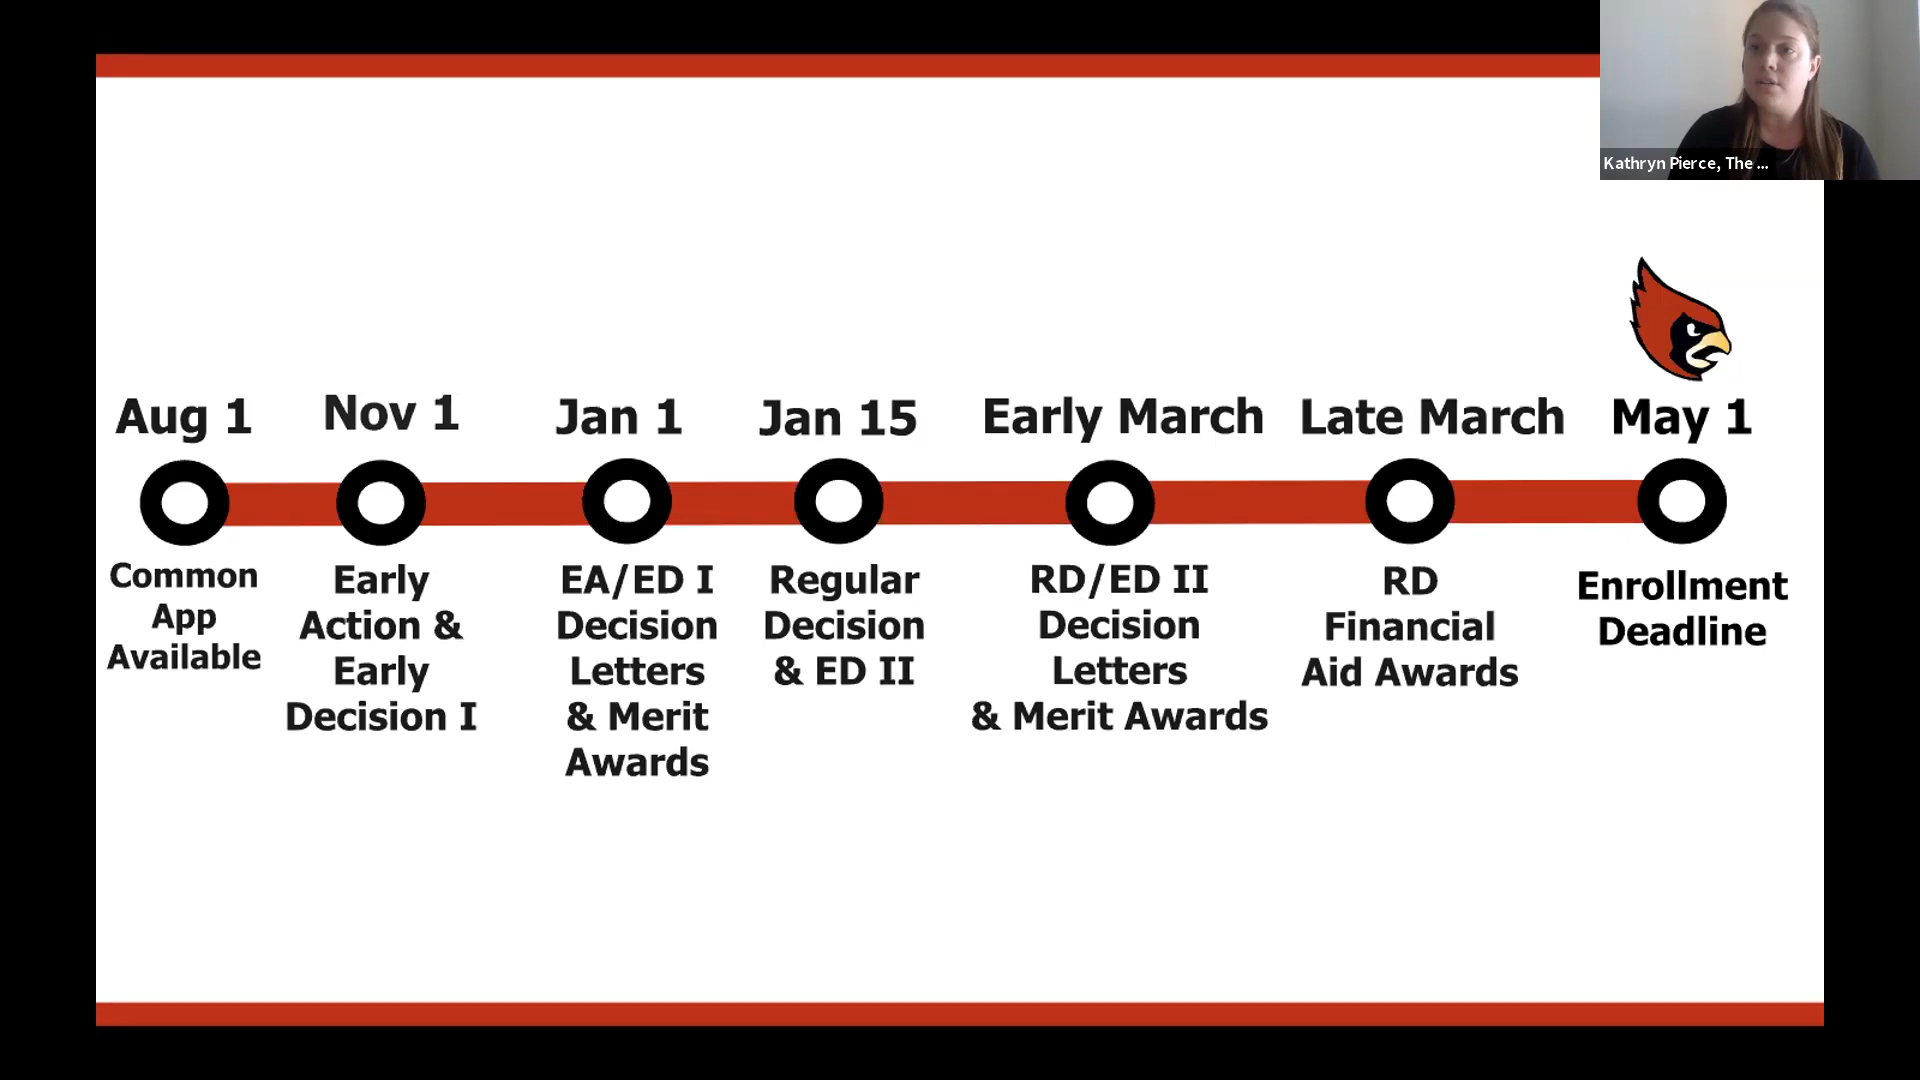 Kathryn Pierce, The ...
Aug 1
Nov 1
Jan 1
Jan 15
Early March
Late March
May 1
Common
App
Available
Early
Action &
Early
Decision I
EA/ED I
Decision
Letters
& Merit
Awards
Regular
Decision
& ED II
RD/ED II
Decision
Letters
& Merit Awards
RD
Financial
Aid Awards
Enrollment
Deadline